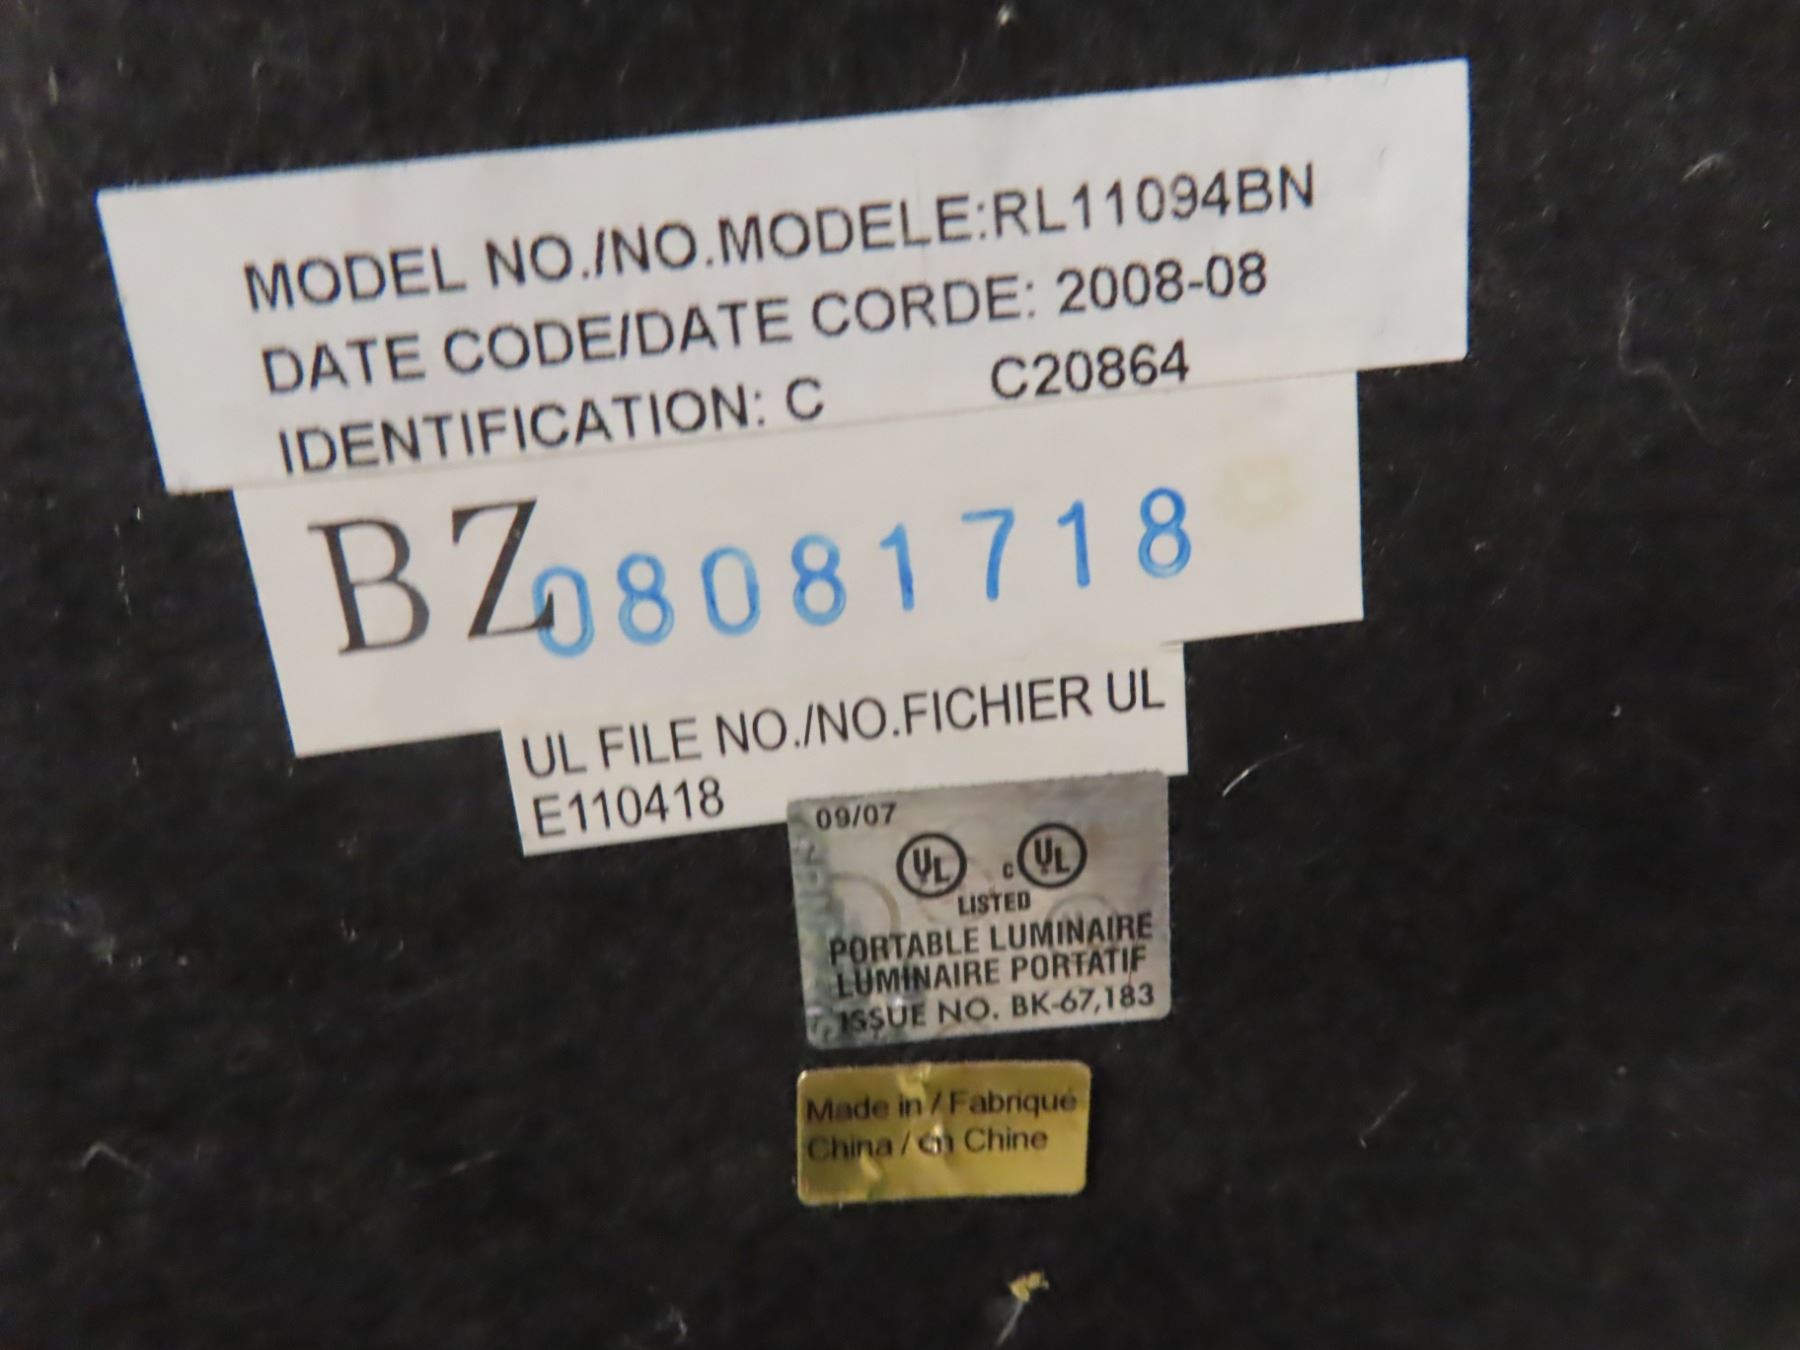 MODEL NO./NO.MODELE:RL11094BN
DATE CODE/DATE CORDE: 2008-08
IDENTIFICATION: C C20864
BZ08081718
UL FILE NO./NO.FICHIER UL
E110418
09/07
UL c UL
LISTED
PORTABLE LUMINAIRE
LUMINAIRE PORTATIF
ISSUE NO. BK-67,183
Made in / Fabriqué
China / en Chine